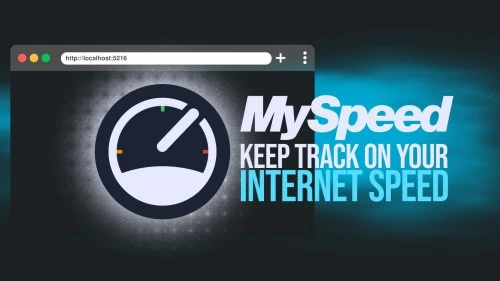 http://localhost:5216
MySpeed
KEEP TRACK ON YOUR
INTERNET SPEED